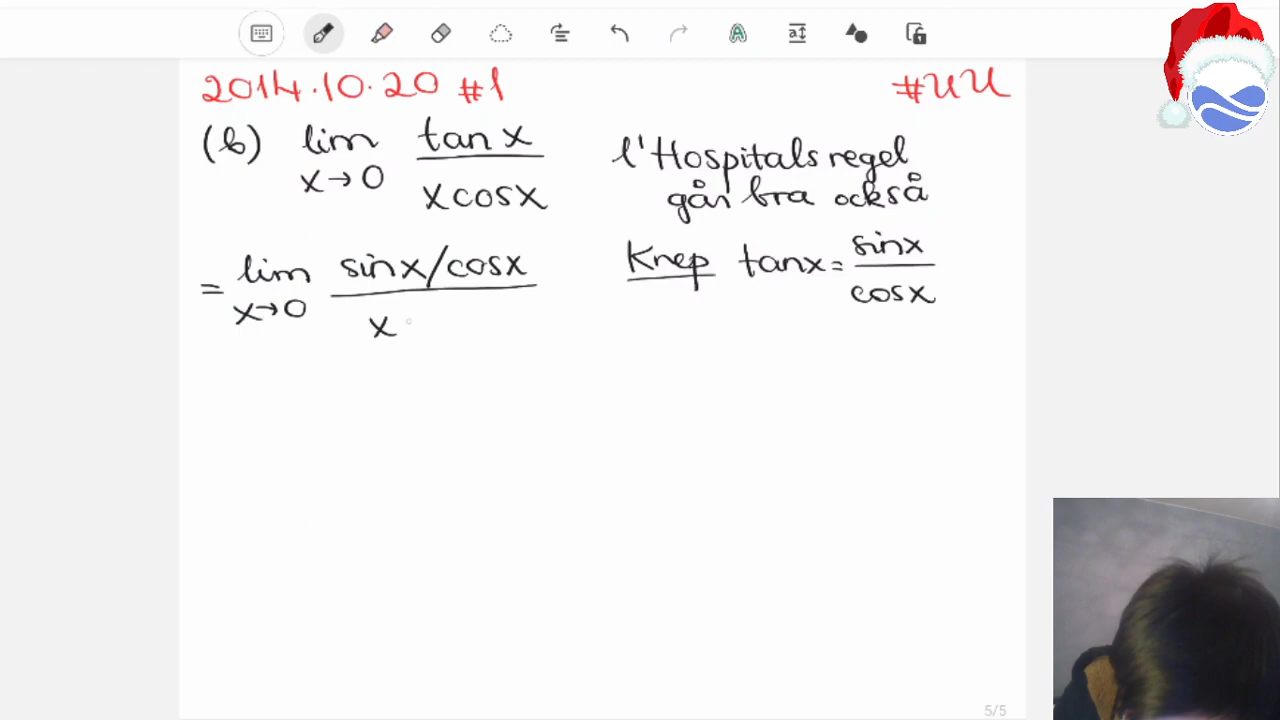 2014.10.20 #1 #UU
(b) lim x→0 tan x / x cos x
l'Hospitals regel
går bra också
= lim x→0 sin x/cos x / x
Knep tan x = sin x / cos x
5/5